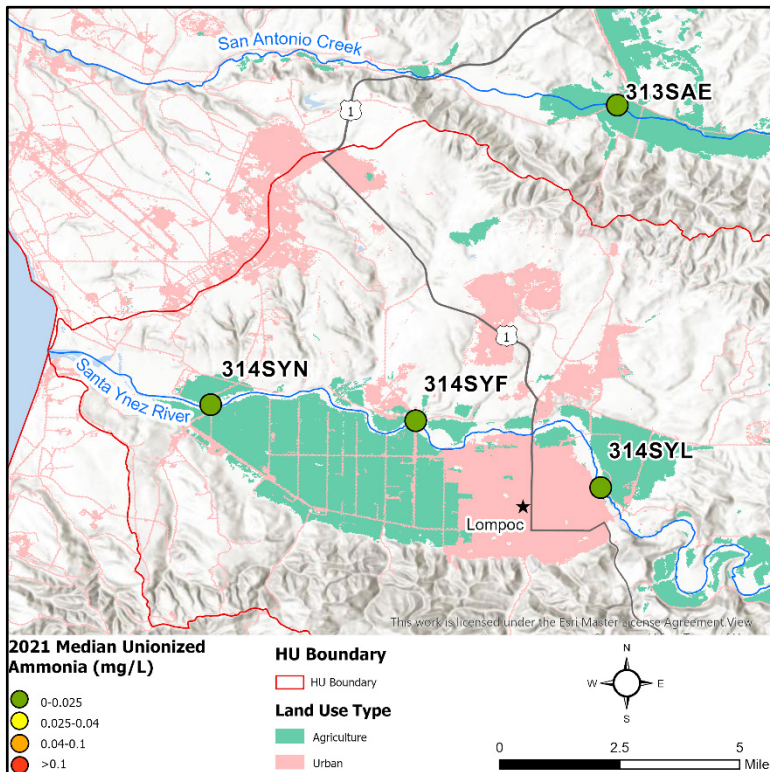 San Antonio Creek
313SAE
1
1
314SYN
314SYF
Santa Ynez River
314SYL
Lompoc
This work is licensed under the Esri Master License Agreement View
2021 Median Unionized
Ammonia (mg/L)
0-0.025
0.025-0.04
0.04-0.1
>0.1
HU Boundary
HU Boundary
Land Use Type
Agriculture
Urban
N
W E
S
0 2.5 5
Mile